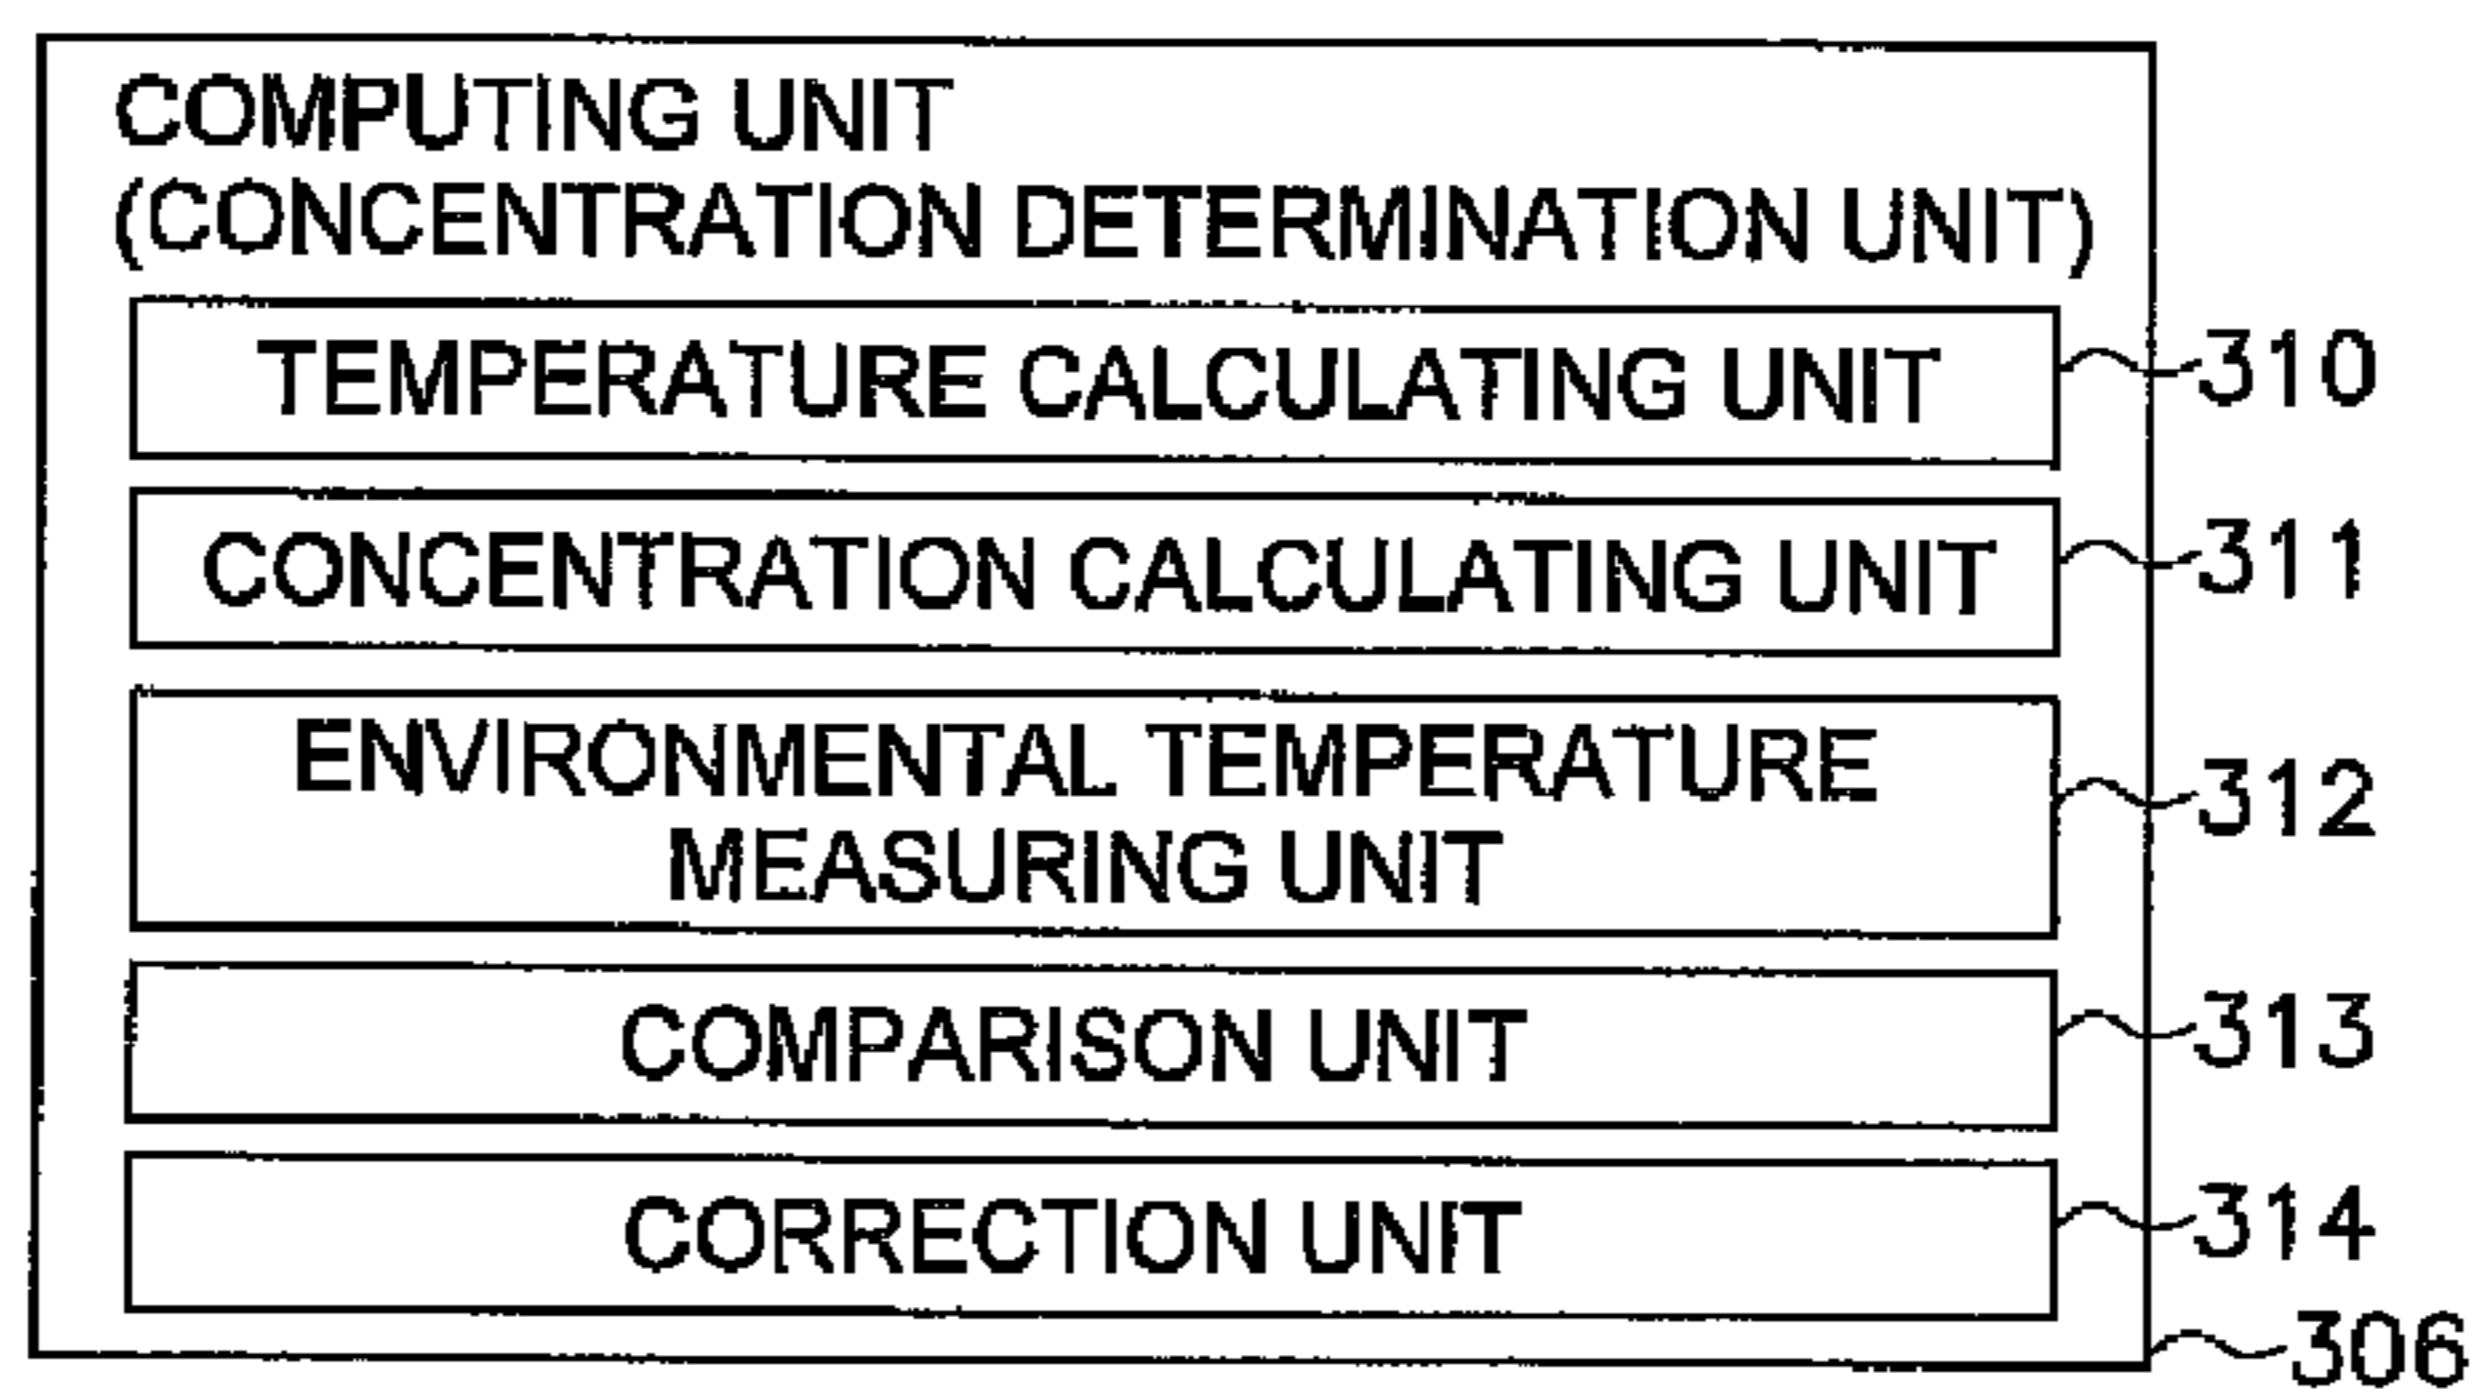 COMPUTING UNIT
(CONCENTRATION DETERMINATION UNIT)
TEMPERATURE CALCULATING UNIT
310
CONCENTRATION CALCULATING UNIT
311
ENVIRONMENTAL TEMPERATURE
MEASURING UNIT
312
COMPARISON UNIT
313
CORRECTION UNIT
314
306